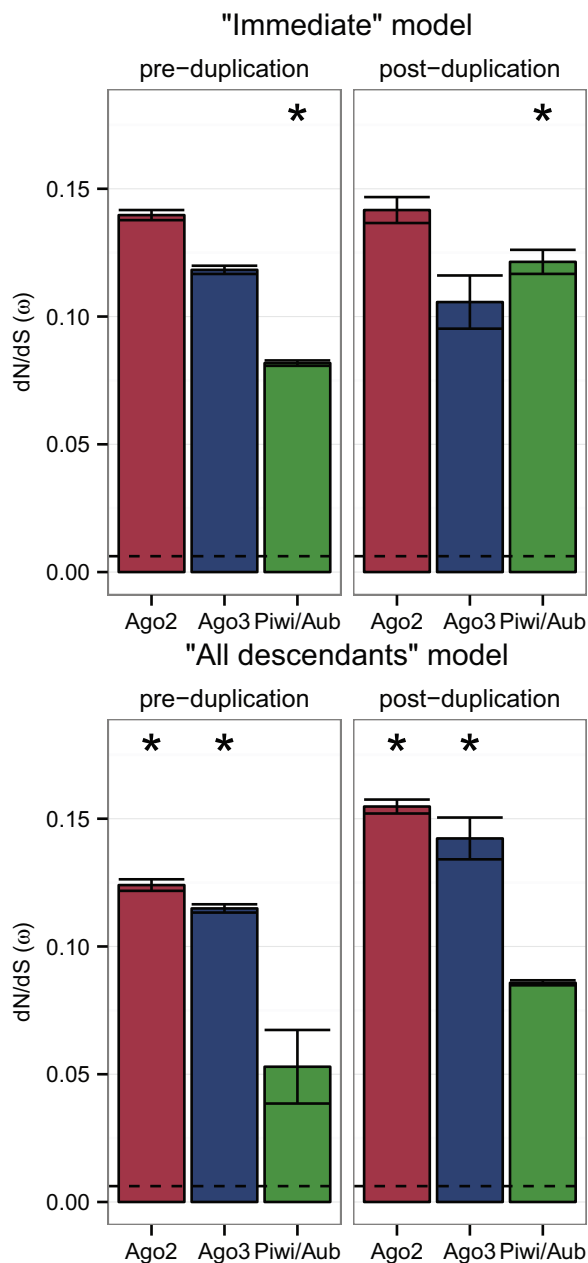 "Immediate" model
pre−duplication post−duplication
* *
0.15
0.10
0.05
0.00
dN/dS (ω)
Ago2 Ago3 Piwi/Aub Ago2 Ago3 Piwi/Aub
"All descendants" model
pre−duplication post−duplication
* * * *
0.15
0.10
0.05
0.00
dN/dS (ω)
Ago2 Ago3 Piwi/Aub Ago2 Ago3 Piwi/Aub